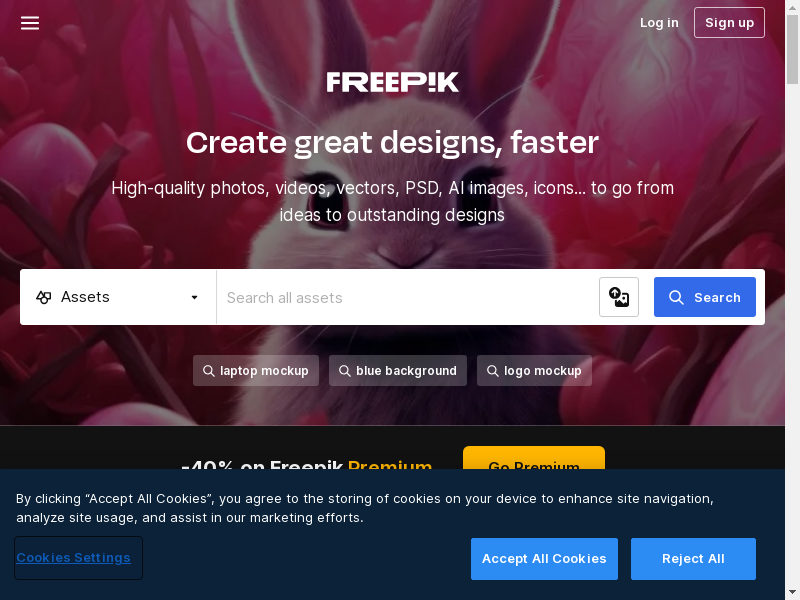 Log in
Sign up
FREEPIK
Create great designs, faster
High-quality photos, videos, vectors, PSD, AI images, icons... to go from
ideas to outstanding designs
Assets
Search all assets
Search
laptop mockup
blue background
logo mockup
-40% on Freepik Premium
Go Premium
By clicking “Accept All Cookies”, you agree to the storing of cookies on your device to enhance site navigation,
analyze site usage, and assist in our marketing efforts.
Cookies Settings
Accept All Cookies
Reject All